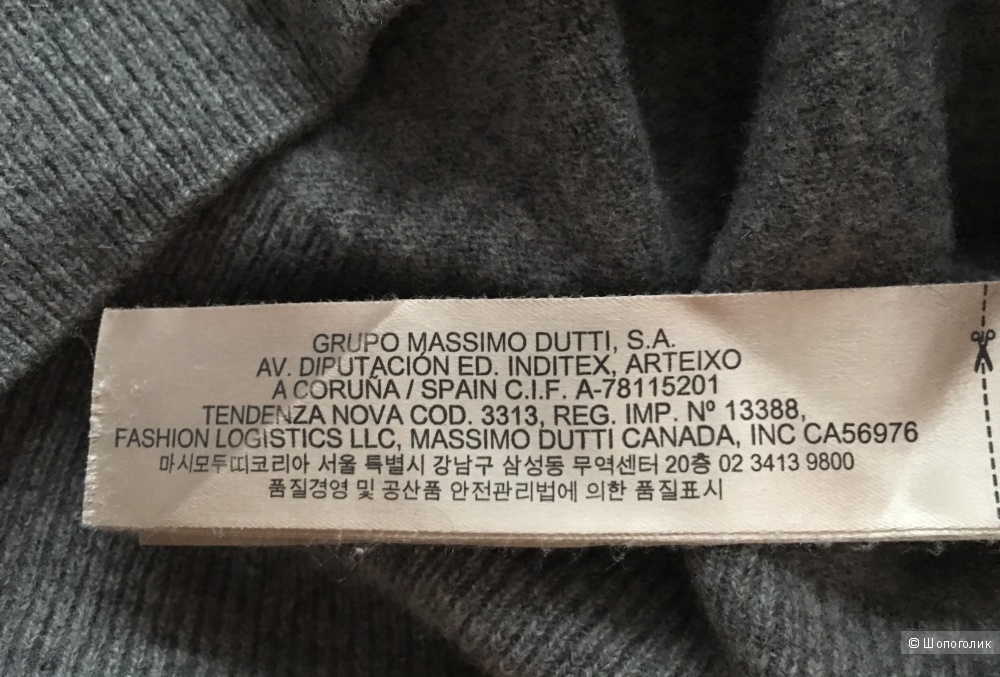 GRUPO MASSIMO DUTTI, S.A.
AV. DIPUTACIÓN ED. INDITEX, ARTEIXO
A CORUÑA / SPAIN C.I.F. A-78115201
TENDENZA NOVA COD. 3313, REG. IMP. Nº 13388,
FASHION LOGISTICS LLC, MASSIMO DUTTI CANADA, INC CA56976
마시모두띠코리아 서울 특별시 강남구 삼성동 무역센터 20층 02 3413 9800
품질경영 및 공산품 안전관리법에 의한 품질표시
© Шопоголик